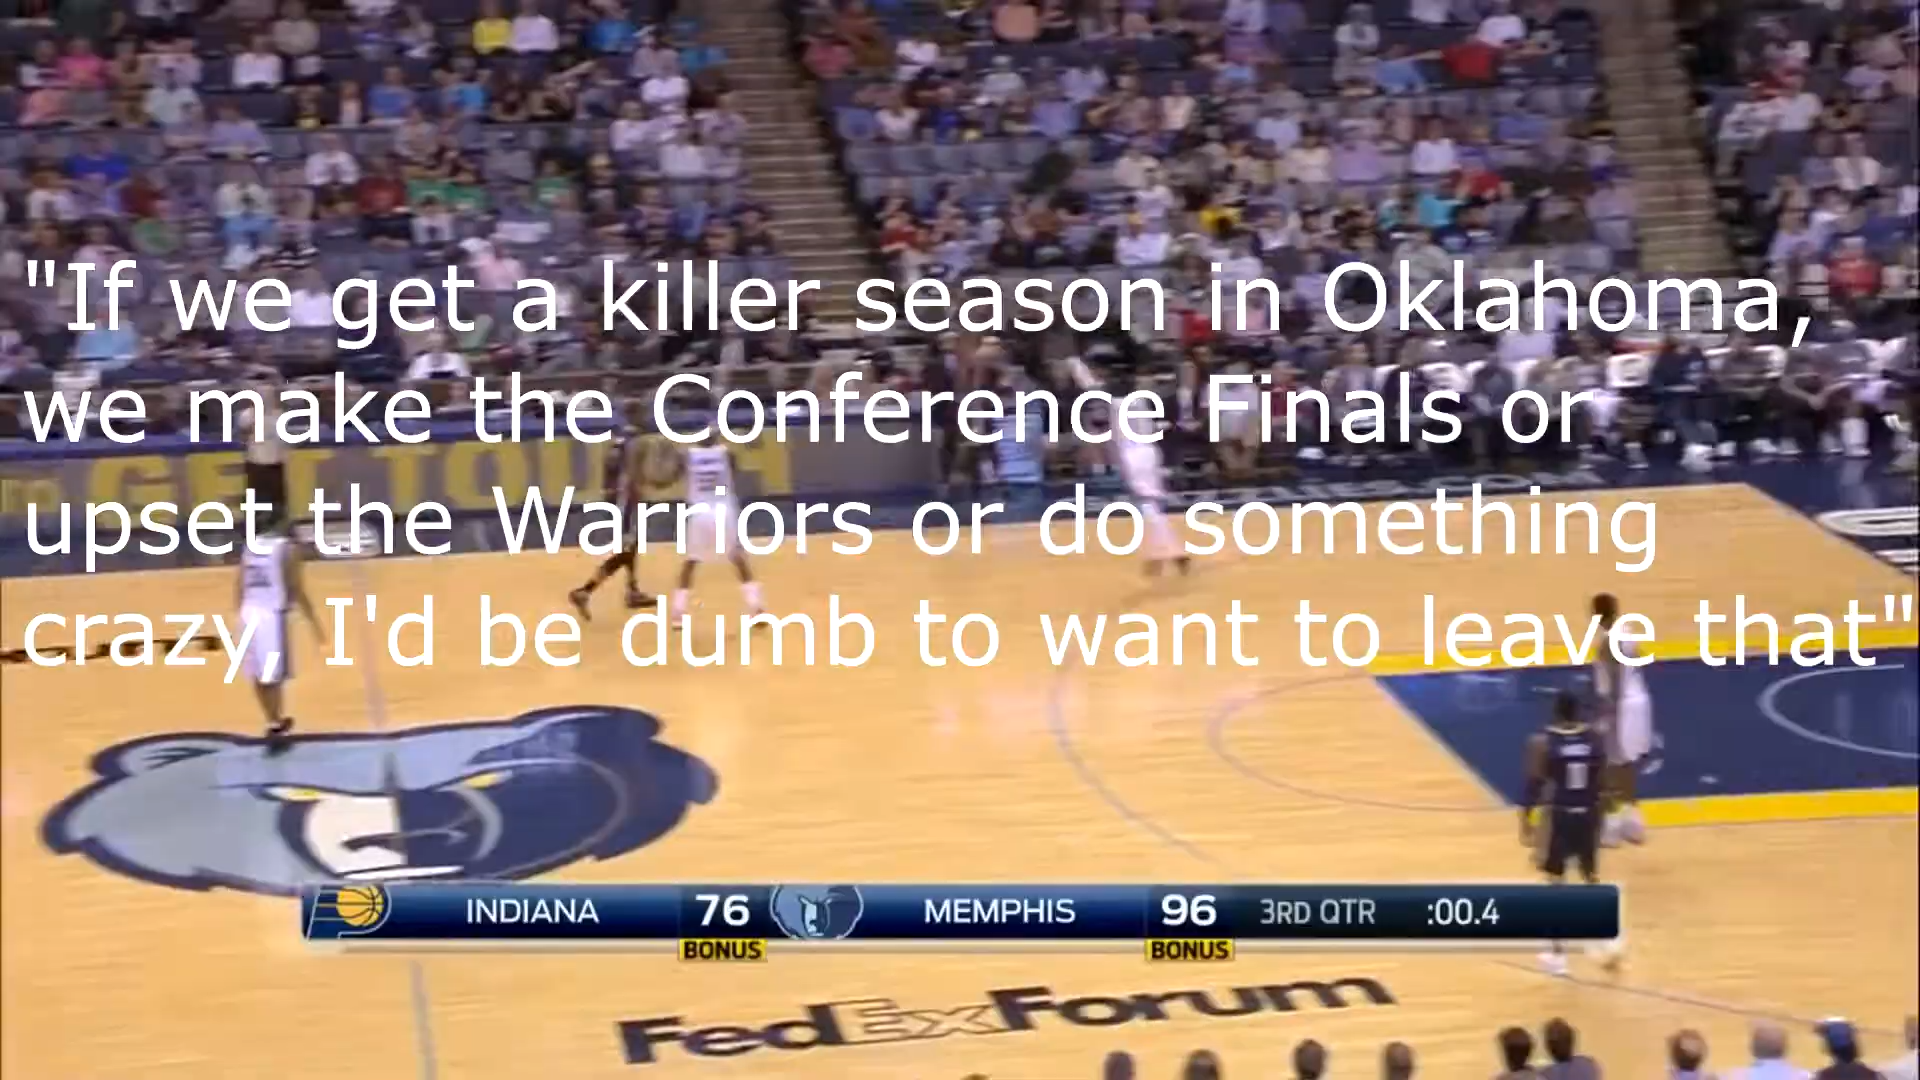 "If we get a killer season in Oklahoma,
we make the Conference Finals or
upset the Warriors or do something
crazy, I'd be dumb to want to leave that"
GET TOUGH
INDIANA 76 MEMPHIS 96 3RD QTR :00.4
BONUS BONUS
FedExForum